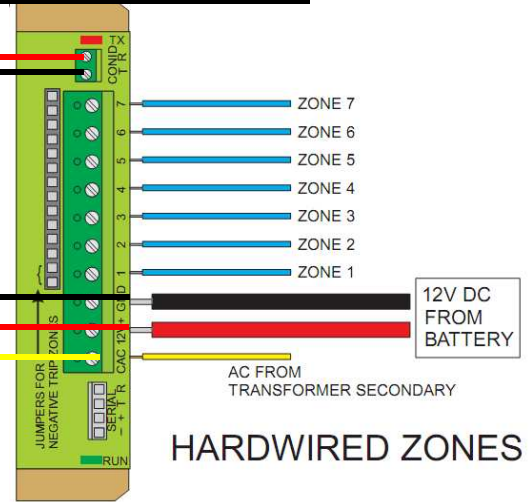 TX
CONID
T R
7
ZONE 7
6
ZONE 6
5
ZONE 5
4
ZONE 4
3
ZONE 3
2
ZONE 2
1
ZONE 1
GND
12V +
CAC
12V DC
FROM
BATTERY
AC FROM
TRANSFORMER SECONDARY
JUMPERS FOR
NEGATIVE TRIP ZONES
SERIAL
- + T R
RUN
HARDWIRED ZONES